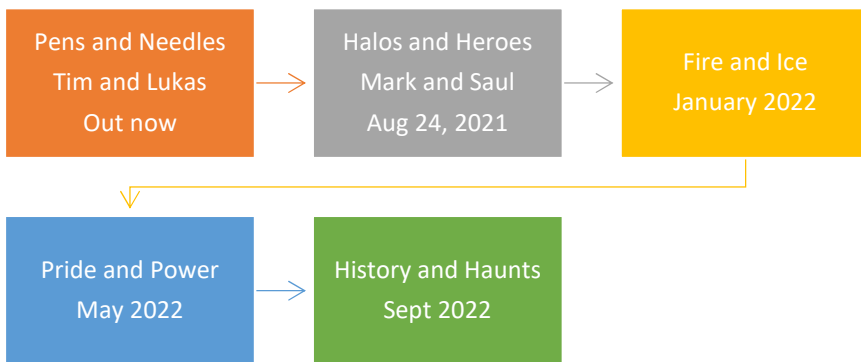 Pens and Needles
Tim and Lukas
Out now
Halos and Heroes
Mark and Saul
Aug 24, 2021
Fire and Ice
January 2022
Pride and Power
May 2022
History and Haunts
Sept 2022